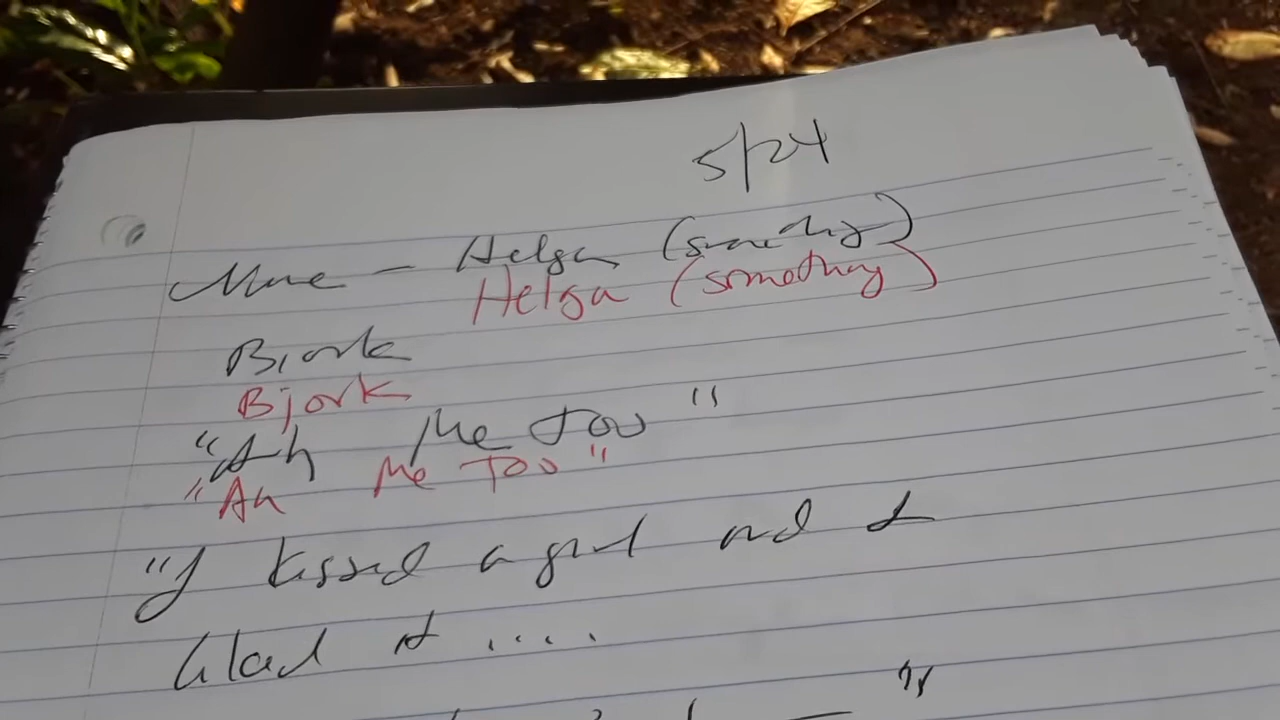 5/24
Mne - Helga (something)
Helga (something)
Bjork
Bjork
"Ah Me Too"
"Ah Me Too"
"I kissed a girl and I
liked it ....
"